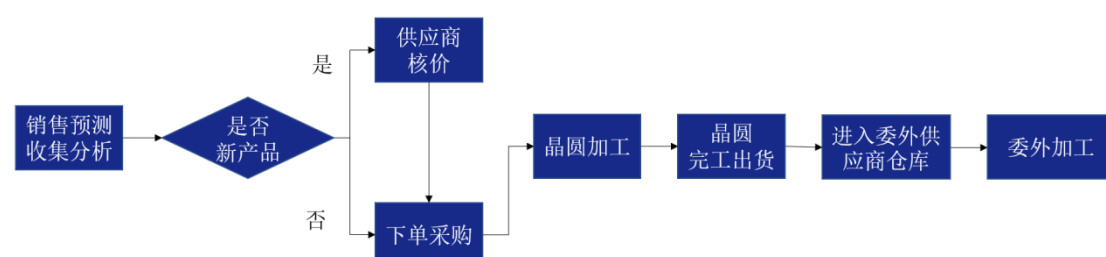 销售预测
收集分析
是否
新产品
是
供应商
核价
否
下单采购
晶圆加工
晶圆
完工出货
进入委外供
应商仓库
委外加工